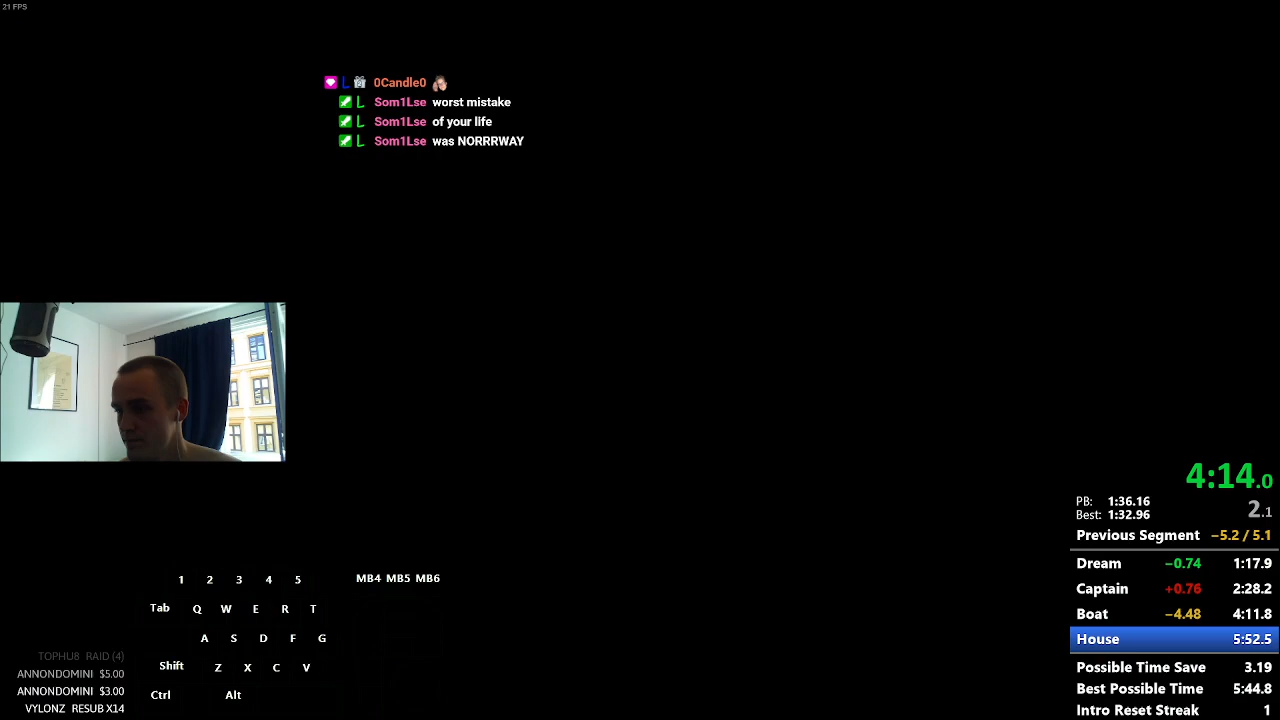 21 FPS
0Candle0
L Som1Lse worst mistake
L Som1Lse of your life
L Som1Lse was NORRRWAY
4:14.0
PB: 1:36.16
2.1
Best: 1:32.96
Previous Segment −5.2 / 5.1
Dream −0.74 1:17.9
Captain +0.76 2:28.2
Boat −4.48 4:11.8
House 5:52.5
Possible Time Save 3.19
Best Possible Time 5:44.8
Intro Reset Streak 1
1 2 3 4 5 MB4 MB5 MB6
Tab Q W E R T
A S D F G
Shift Z X C V
Ctrl Alt
TOPHU8 RAID (4)
ANNONDOMINI $5.00
ANNONDOMINI $3.00
VYLONZ RESUB X14